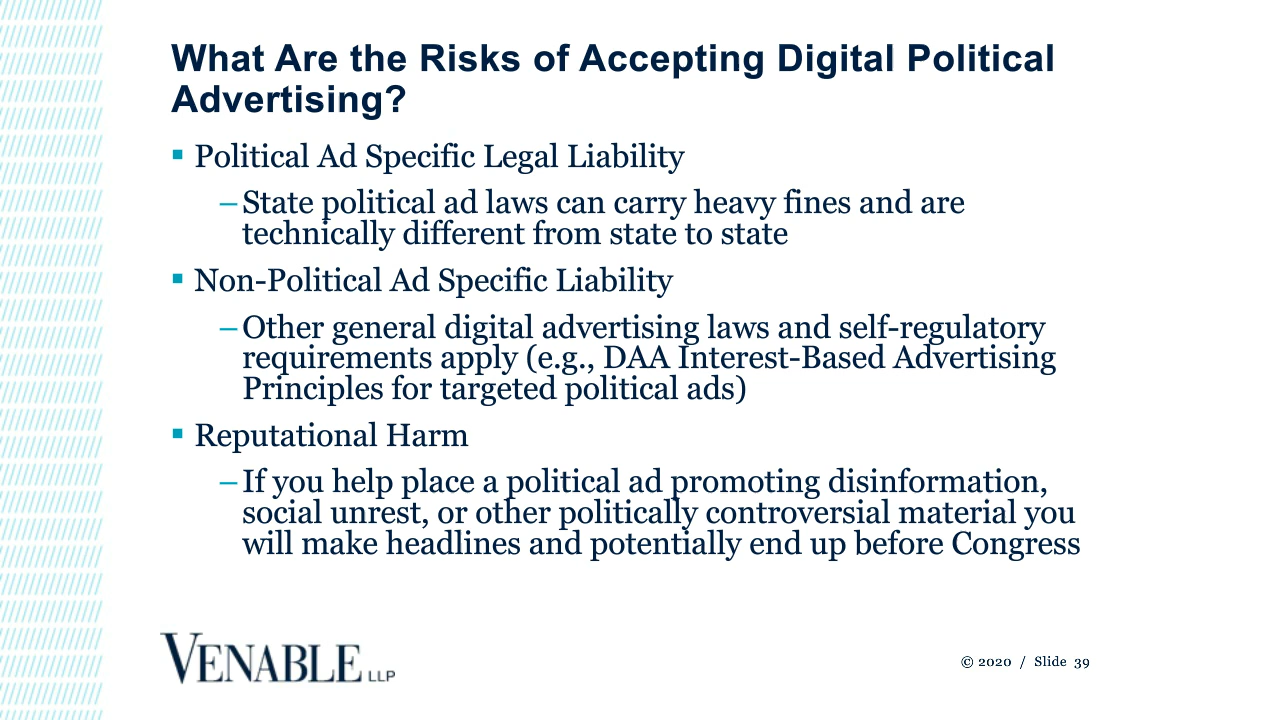 What Are the Risks of Accepting Digital Political
Advertising?
▪ Political Ad Specific Legal Liability
–State political ad laws can carry heavy fines and are
technically different from state to state
▪ Non-Political Ad Specific Liability
–Other general digital advertising laws and self-regulatory
requirements apply (e.g., DAA Interest-Based Advertising
Principles for targeted political ads)
▪ Reputational Harm
–If you help place a political ad promoting disinformation,
social unrest, or other politically controversial material you
will make headlines and potentially end up before Congress
VENABLE LLP
© 2020 / Slide 39